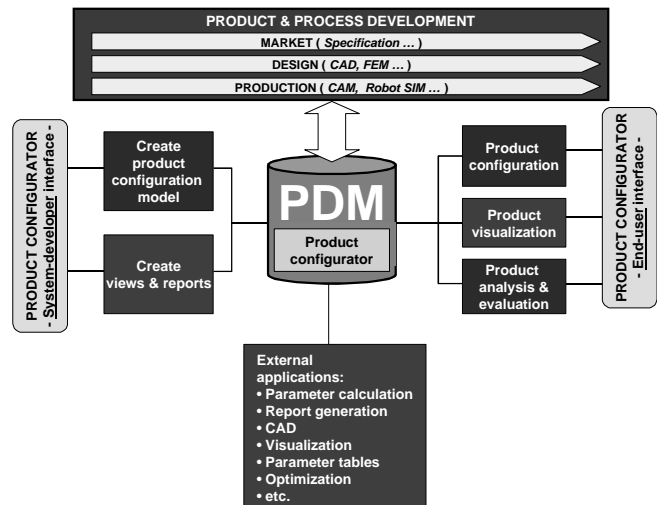 PRODUCT & PROCESS DEVELOPMENT
MARKET ( Specification ... )
DESIGN ( CAD, FEM ... )
PRODUCTION ( CAM, Robot SIM ... )
PRODUCT CONFIGURATOR
- System-developer interface -
Create
product
configuration
model
Create
views & reports
PDM
Product
configurator
Product
configuration
Product
visualization
Product
analysis &
evaluation
PRODUCT CONFIGURATOR
- End-user interface -
External
applications:
• Parameter calculation
• Report generation
• CAD
• Visualization
• Parameter tables
• Optimization
• etc.